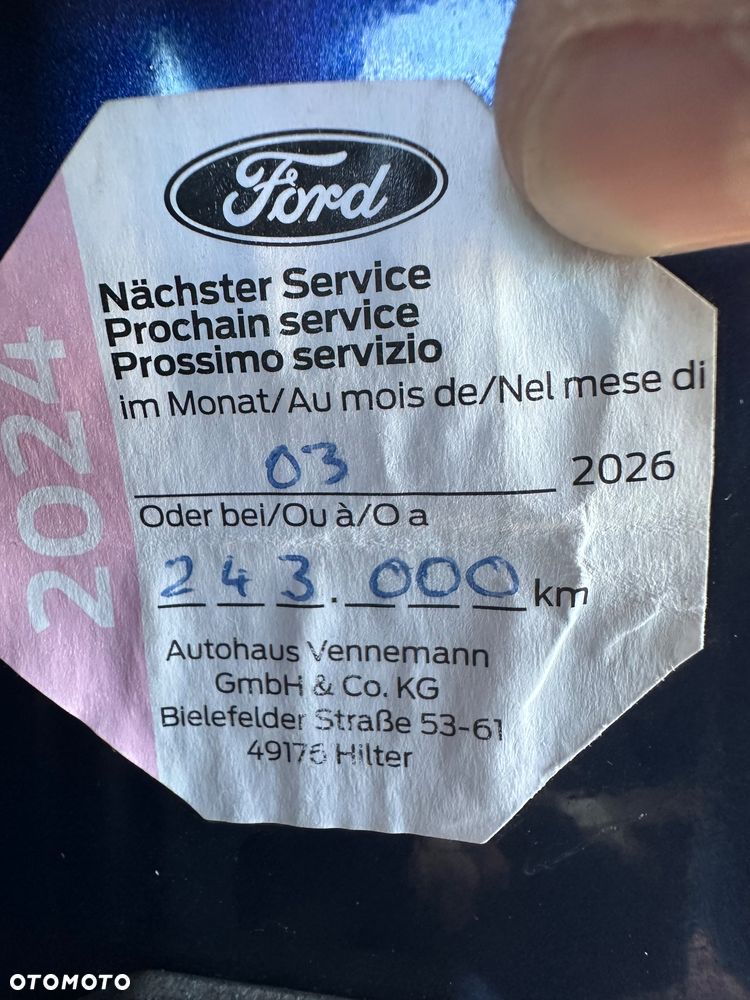 Ford
Nächster Service
Prochain service
Prossimo servizio
im Monat/Au mois de/Nel mese di
03 2026
Oder bei/Ou à/O a
243.000 km
Autohaus Vennemann
GmbH & Co. KG
Bielefelder Straße 53-61
49176 Hilter
2024
OTOMOTO